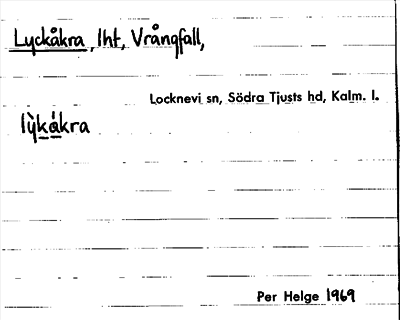 Lyckåkra, lht, Vrångfall,
Locknevi sn, Södra Tjusts hd, Kalm. l.
lỳkåkra
Per Helge 1969